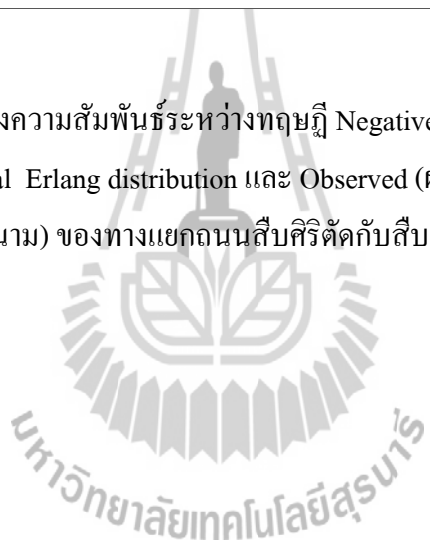 งความสัมพันธ์ระหว่างทฤษฎี Negative
al Erlang distribution และ Observed (ผ
นาม) ของทางแยกถนนสืบศิริตัดกับสืบ
มหาวิทยาลัยเทคโนโลยีสุรนารี